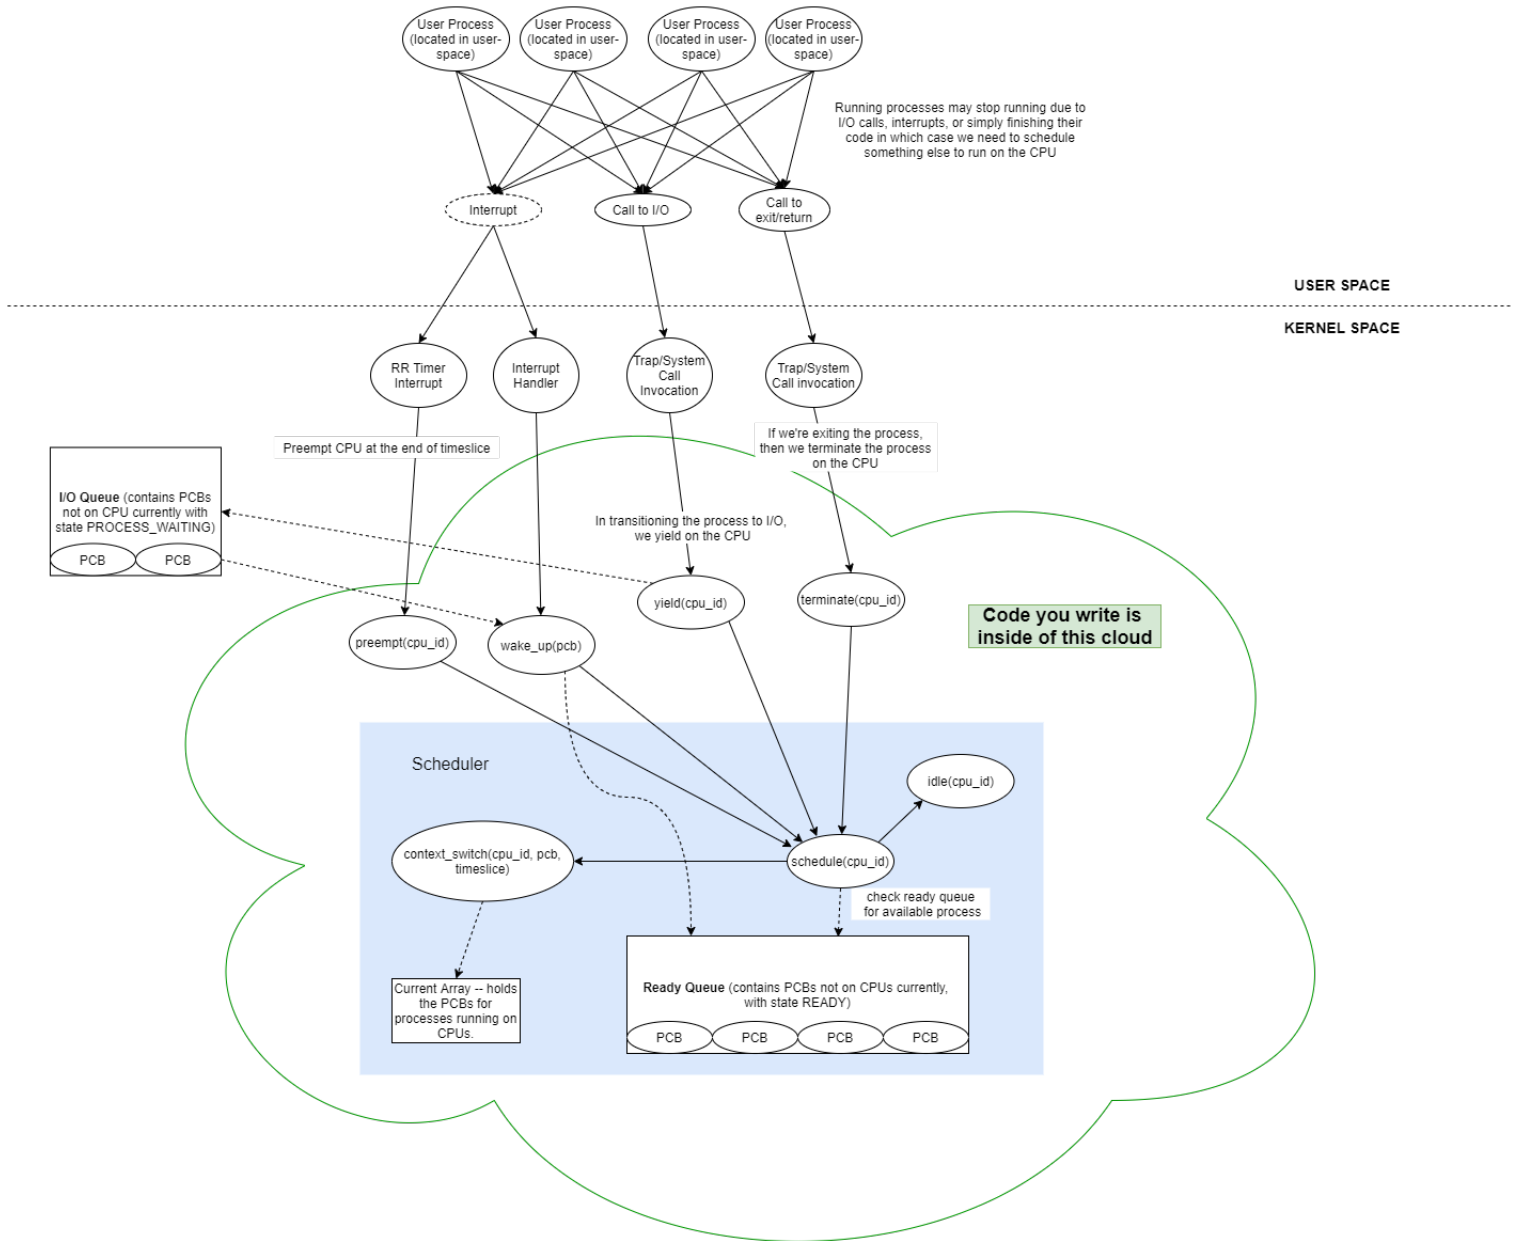 User Process
(located in user-
space)
User Process
(located in user-
space)
User Process
(located in user-
space)
User Process
(located in user-
space)
Running processes may stop running due to
I/O calls, interrupts, or simply finishing their
code in which case we need to schedule
something else to run on the CPU
Interrupt
Call to I/O
Call to
exit/return
USER SPACE
KERNEL SPACE
RR Timer
Interrupt
Interrupt
Handler
Trap/System
Call
Invocation
Trap/System
Call invocation
Preempt CPU at the end of timeslice
If we're exiting the process,
then we terminate the process
on the CPU
I/O Queue (contains PCBs
not on CPU currently with
state PROCESS_WAITING)
PCB
PCB
In transitioning the process to I/O,
we yield on the CPU
yield(cpu_id)
terminate(cpu_id)
Code you write is
inside of this cloud
preempt(cpu_id)
wake_up(pcb)
Scheduler
idle(cpu_id)
context_switch(cpu_id, pcb,
timeslice)
schedule(cpu_id)
check ready queue
for available process
Current Array -- holds
the PCBs for
processes running on
CPUs.
Ready Queue (contains PCBs not on CPUs currently,
with state READY)
PCB
PCB
PCB
PCB